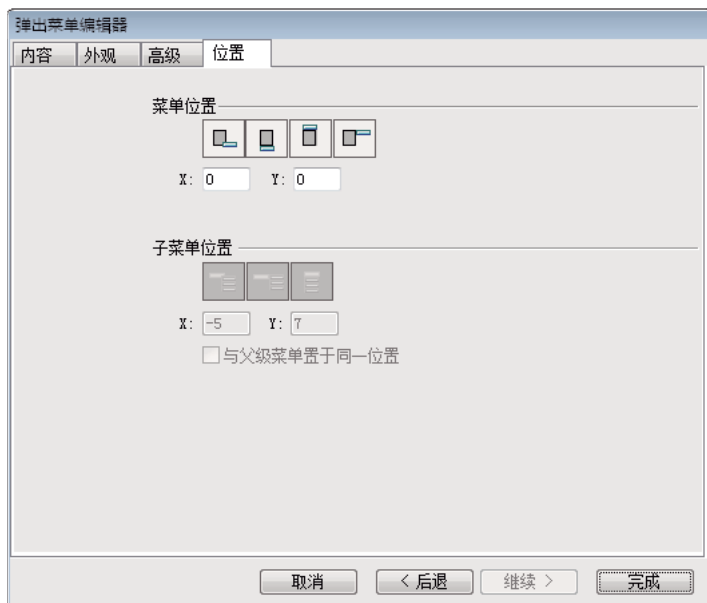 弹出菜单编辑器
内容 外观 高级 位置
菜单位置
X: 0 Y: 0
子菜单位置
X: -5 Y: 7
与父级菜单置于同一位置
取消 < 后退 继续 > 完成